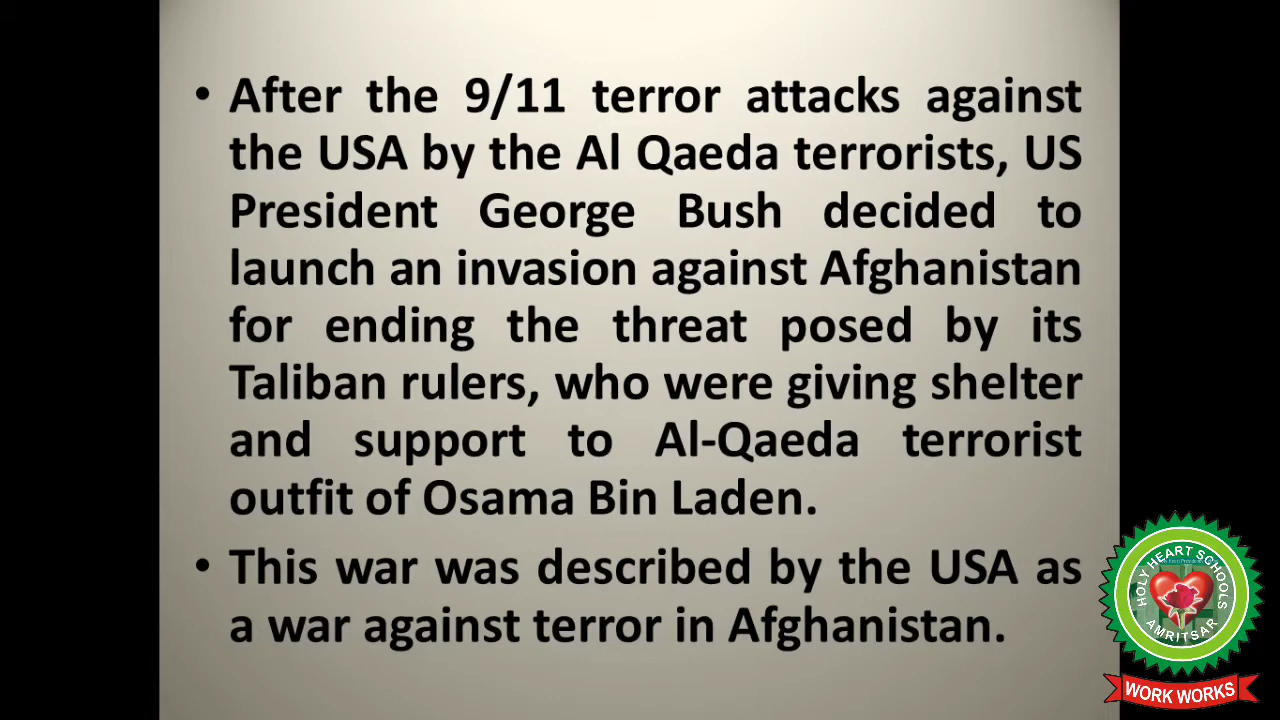 • After the 9/11 terror attacks against
the USA by the Al Qaeda terrorists, US
President George Bush decided to
launch an invasion against Afghanistan
for ending the threat posed by its
Taliban rulers, who were giving shelter
and support to Al-Qaeda terrorist
outfit of Osama Bin Laden.
• This war was described by the USA as
a war against terror in Afghanistan.
HOLY HEART SCHOOLS
AMRITSAR
WORK WORKS